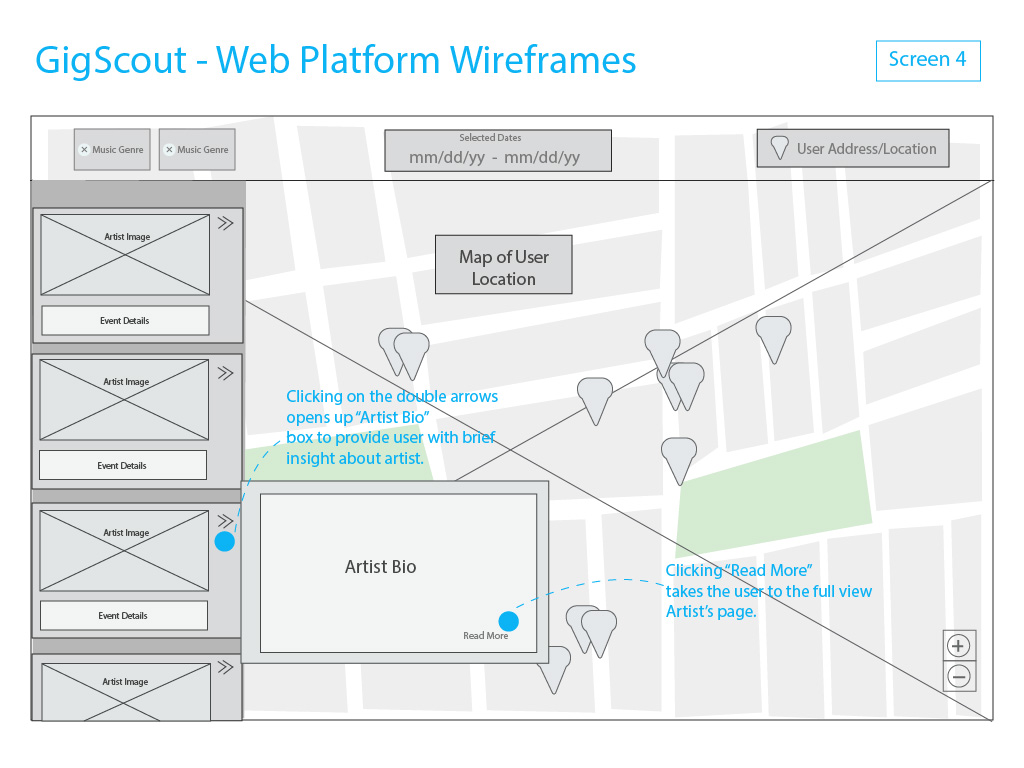 GigScout - Web Platform Wireframes
Screen 4
Music Genre
Music Genre
Selected Dates
mm/dd/yy - mm/dd/yy
User Address/Location
Artist Image
Event Details
Map of User
Location
Artist Image
Event Details
Clicking on the double arrows
opens up “Artist Bio”
box to provide user with brief
insight about artist.
Artist Image
Event Details
Artist Bio
Read More
Clicking “Read More”
takes the user to the full view
Artist’s page.
Artist Image